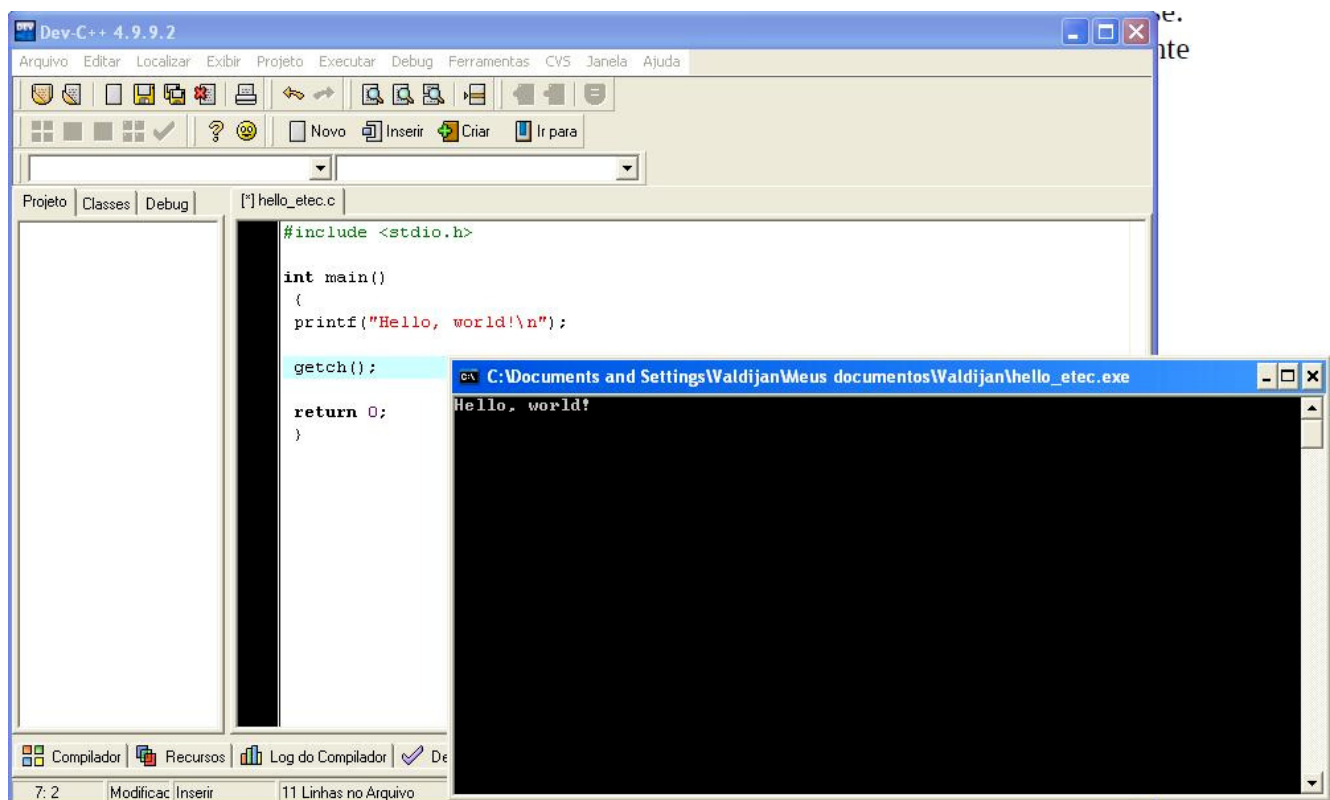 se.
nte
Dev-C++ 4.9.9.2
Arquivo Editar Localizar Exibir Projeto Executar Debug Ferramentas CVS Janela Ajuda
Novo Inserir Criar Ir para
Projeto Classes Debug
[*] hello_etec.c
#include <stdio.h>
int main()
{
printf("Hello, world!\n");
getch();
return 0;
}
C:\Documents and Settings\Valdijan\Meus documentos\Valdijan\hello_etec.exe
Hello, world!
Compilador Recursos Log do Compilador De
7: 2 Modificac Inserir 11 Linhas no Arquivo